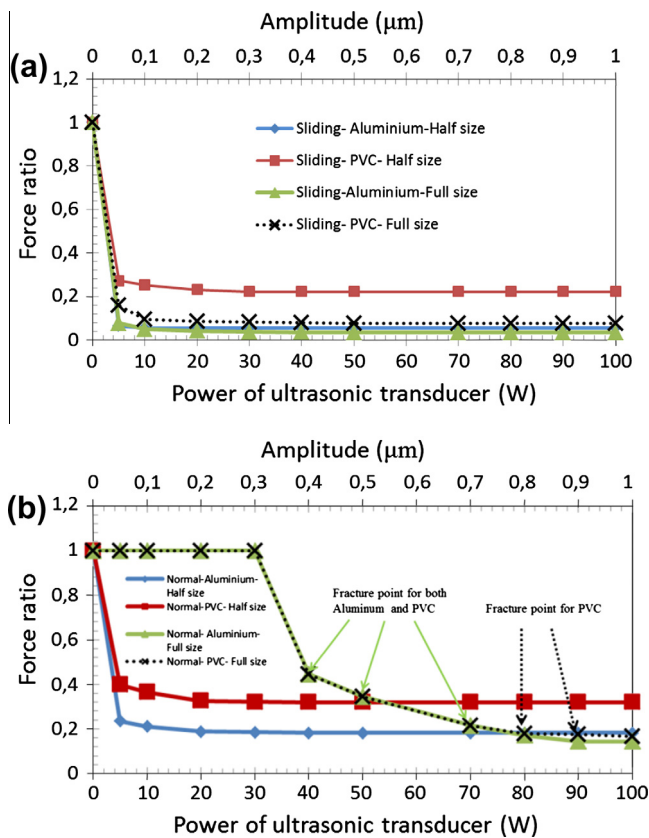 Amplitude (µm)
0 0,1 0,2 0,3 0,4 0,5 0,6 0,7 0,8 0,9 1
(a)
1,2
1
0,8
0,6
0,4
0,2
0
Force ratio
Sliding- Aluminium-Half size
Sliding- PVC- Half size
Sliding-Aluminium-Full size
Sliding- PVC- Full size
0 10 20 30 40 50 60 70 80 90 100
Power of ultrasonic transducer (W)
Amplitude (µm)
0 0,1 0,2 0,3 0,4 0,5 0,6 0,7 0,8 0,9 1
(b)
1,2
1
0,8
0,6
0,4
0,2
0
Force ratio
Normal-Aluminium-
Half size
Normal-PVC- Half size
Normal- Aluminium-
Full size
Normal- PVC- Full size
Fracture point for both
Aluminum and PVC
Fracture point for PVC
0 10 20 30 40 50 60 70 80 90 100
Power of ultrasonic transducer (W)